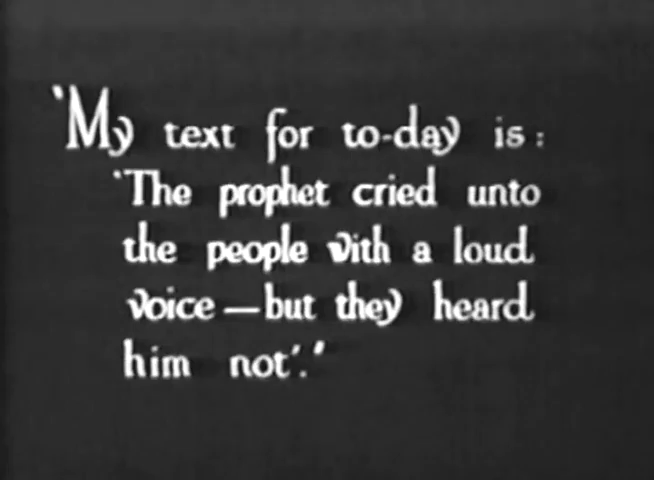 'My text for to-day is:
'The prophet cried unto
the people with a loud
voice—but they heard
him not'.'